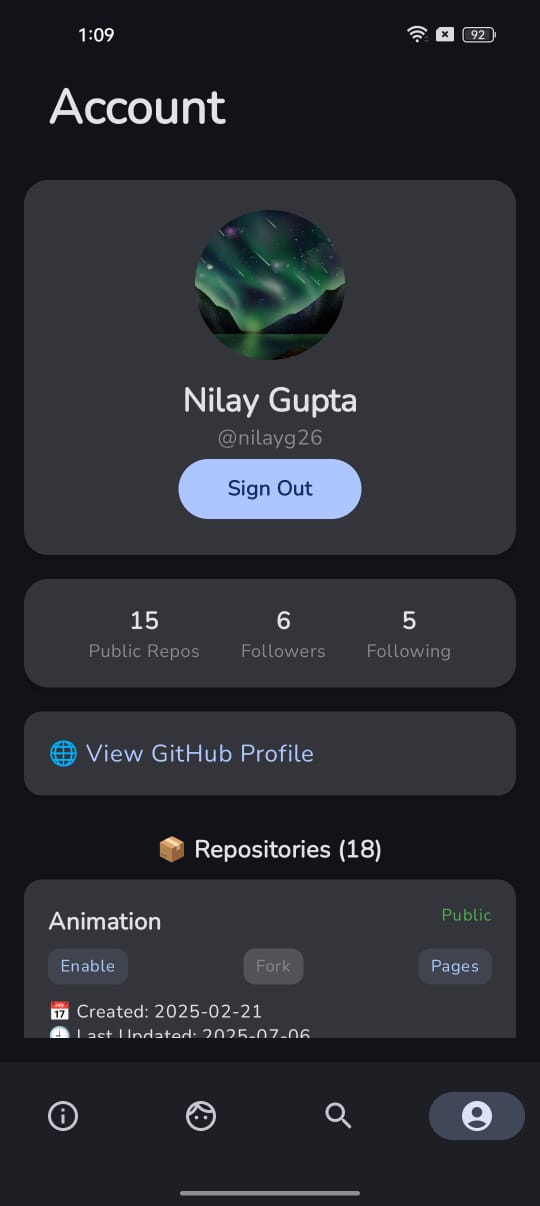 1:09
92
Account
Nilay Gupta
@nilayg26
Sign Out
15 6 5
Public Repos Followers Following
🌐 View GitHub Profile
📦 Repositories (18)
Animation Public
Enable Fork Pages
📅 Created: 2025-02-21
🕘 Last Updated: 2025-07-06